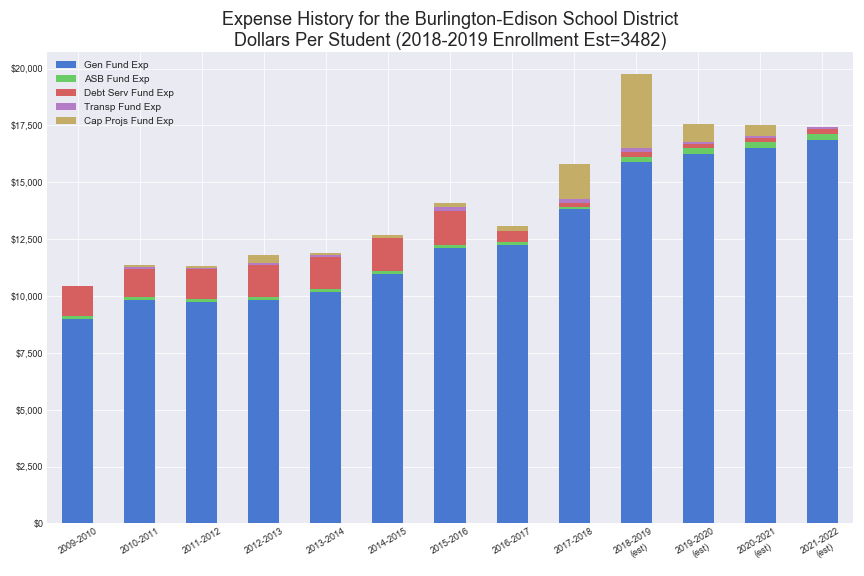 Expense History for the Burlington-Edison School District
Dollars Per Student (2018-2019 Enrollment Est=3482)
Gen Fund Exp
ASB Fund Exp
Debt Serv Fund Exp
Transp Fund Exp
Cap Projs Fund Exp
$20,000
$17,500
$15,000
$12,500
$10,000
$7,500
$5,000
$2,500
$0
2009-2010
2010-2011
2011-2012
2012-2013
2013-2014
2014-2015
2015-2016
2016-2017
2017-2018
2018-2019
(est)
2019-2020
(est)
2020-2021
(est)
2021-2022
(est)